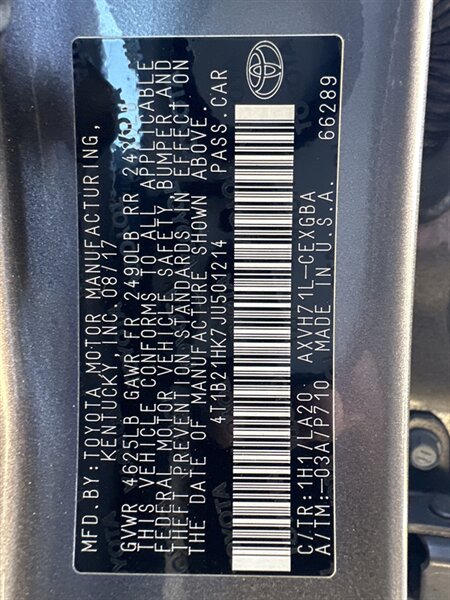 MFD.BY: TOYOTA MOTOR MANUFACTURING,
KENTUCKY, INC. 08/17
GVWR 4625LB GAWR FR 2490LB RR
THIS VEHICLE CONFORMS TO ALL APPLICABLE
FEDERAL MOTOR VEHICLE SAFETY, BUMPER AND
THEFT PREVENTION STANDARDS IN EFFECT ON
THE DATE OF MANUFACTURE SHOWN ABOVE.
4T1B21HK7JU501214 PASS.CAR
C/TR: 1H1/LA20 AXVH71L-CEXGBA
A/TM:-03A/P710 MADE IN U.S.A. 66289